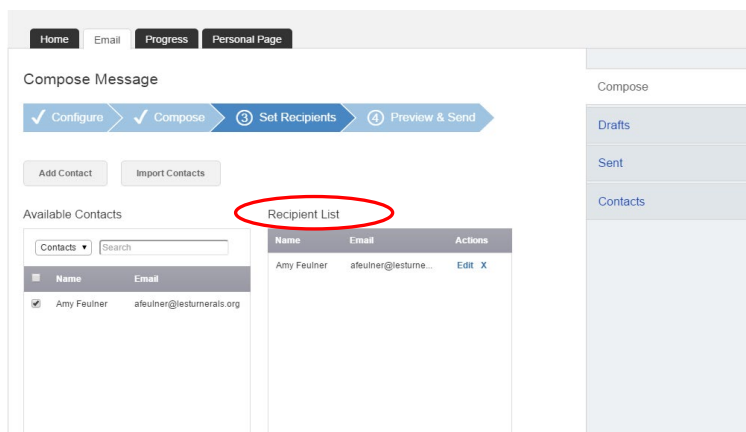 Home Email Progress Personal Page
Compose Message
Configure Compose 3 Set Recipients 4 Preview & Send
Add Contact Import Contacts
Available Contacts
Contacts Search
Name Email
Amy Feulner afeulner@lesturnerals.org
Recipient List
Name Email Actions
Amy Feulner afeulner@lesturne... Edit X
Compose
Drafts
Sent
Contacts